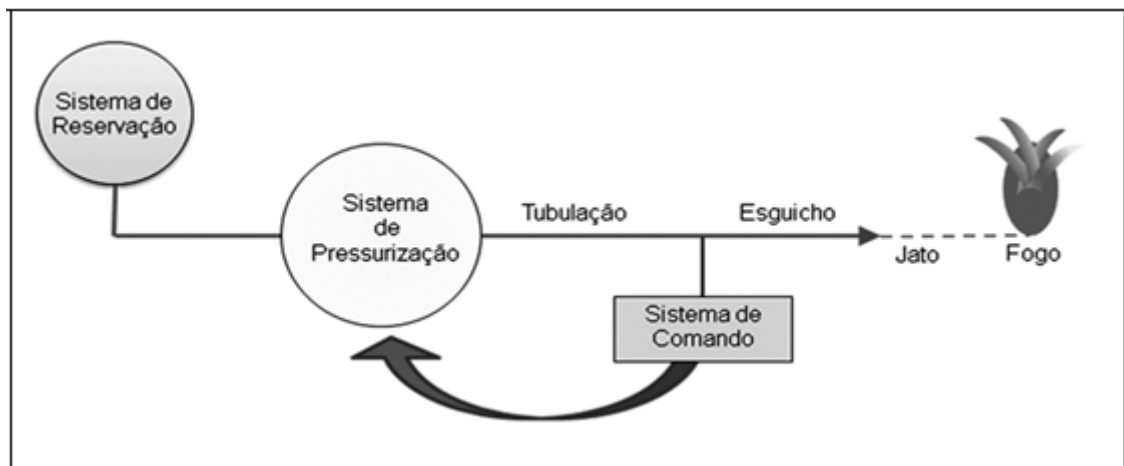 Sistema de
Reservação
Sistema
de
Pressurização
Tubulação
Esguicho
Jato
Fogo
Sistema de
Comando